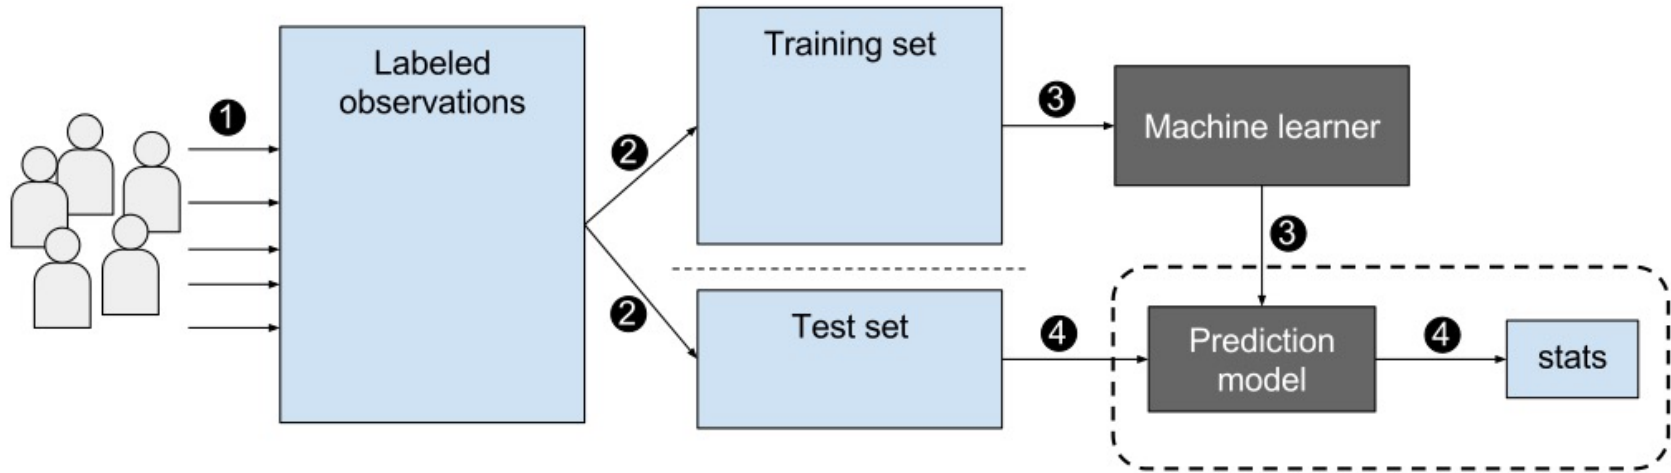 1
Labeled
observations
2
2
Training set
Test set
3
4
Machine learner
3
Prediction
model
4
stats